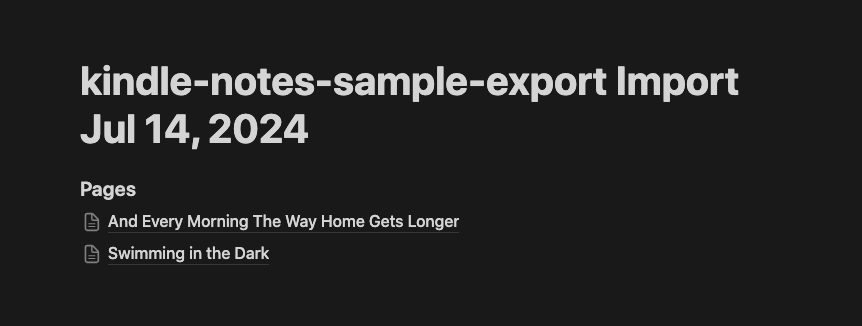 kindle-notes-sample-export Import
Jul 14, 2024
Pages
And Every Morning The Way Home Gets Longer
Swimming in the Dark